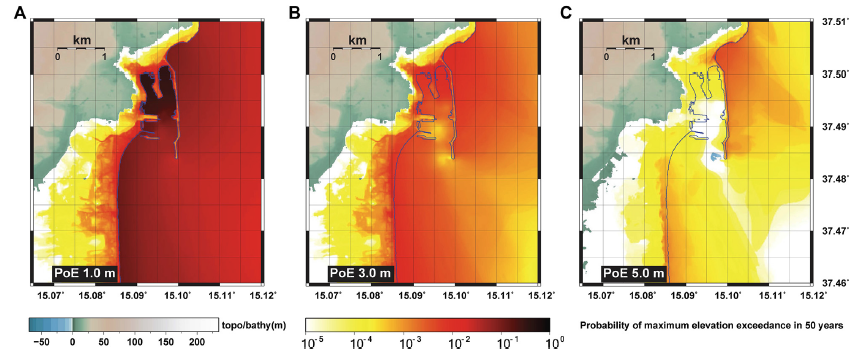 A
B
C
km
0 1
km
0 1
km
0 1
37.51°
37.50°
37.49°
37.48°
37.47°
37.46°
PoE 1.0 m
PoE 3.0 m
PoE 5.0 m
15.07° 15.08° 15.09° 15.10° 15.11° 15.12°
15.07° 15.08° 15.09° 15.10° 15.11° 15.12°
15.07° 15.08° 15.09° 15.10° 15.11° 15.12°
−50 0 50 100 150 200
topo/bathy(m)
10⁻⁵ 10⁻⁴ 10⁻³ 10⁻² 10⁻¹ 10⁰
Probability of maximum elevation exceedance in 50 years